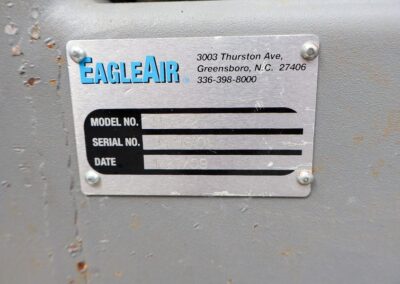 EAGLEAIR
3003 Thurston Ave,
Greensboro, N.C. 27406
336-398-8000
MODEL NO.
SERIAL NO.
DATE